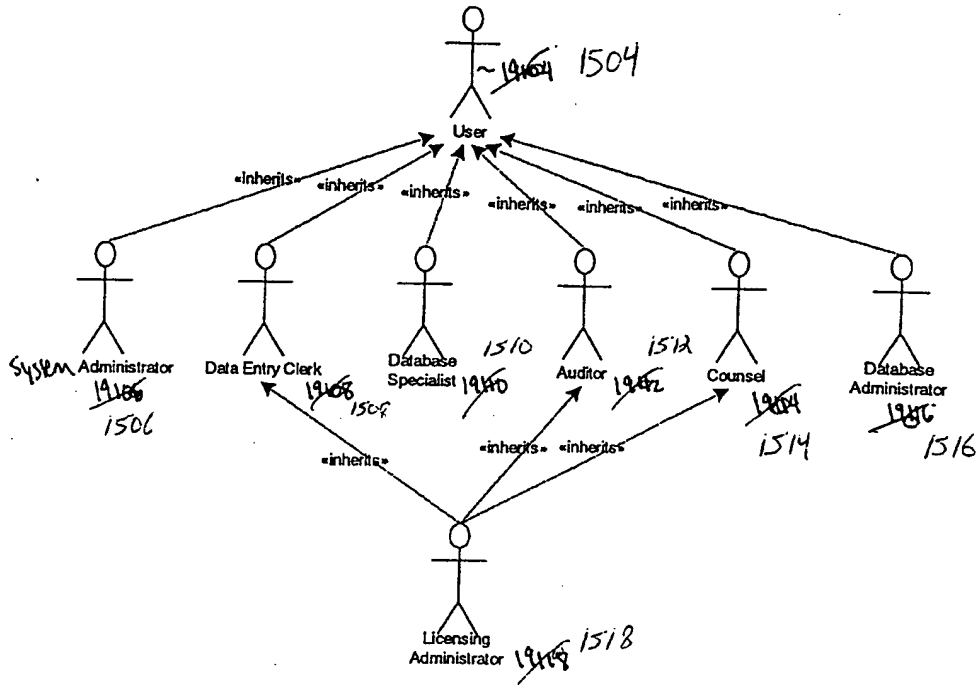 1504
User
«inherits»
«inherits»
«inherits»
«inherits»
«inherits»
«inherits»
System Administrator
1506
Data Entry Clerk
1508
Database
Specialist
1510
Auditor
1512
Counsel
1514
Database
Administrator
1516
«inherits»
«inherits»
«inherits»
Licensing
Administrator
1518